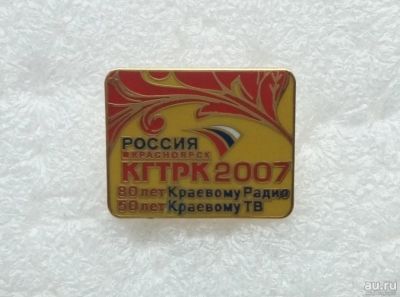 РОССИЯ
КРАСНОЯРСК
КГТРК 2007
80 лет Краевому Радио
50 лет Краевому ТВ
au.ru